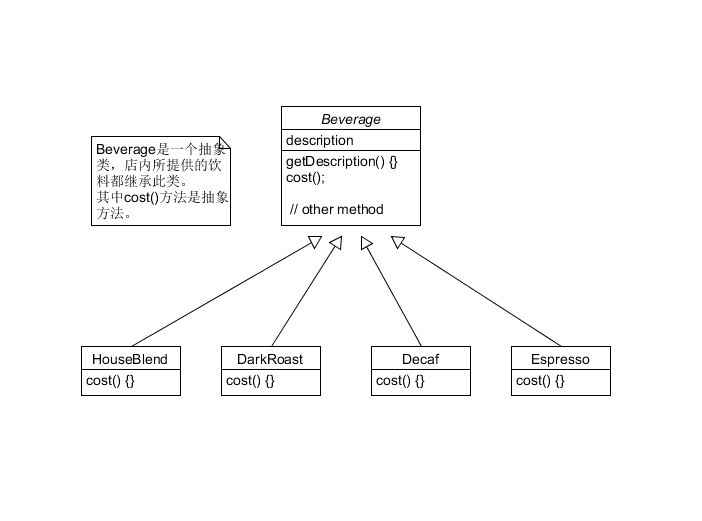 Beverage
description
getDescription() {}
cost();
// other method
Beverage是一个抽象
类，店内所提供的饮
料都继承此类。
其中cost()方法是抽象
方法。
HouseBlend
cost() {}
DarkRoast
cost() {}
Decaf
cost() {}
Espresso
cost() {}